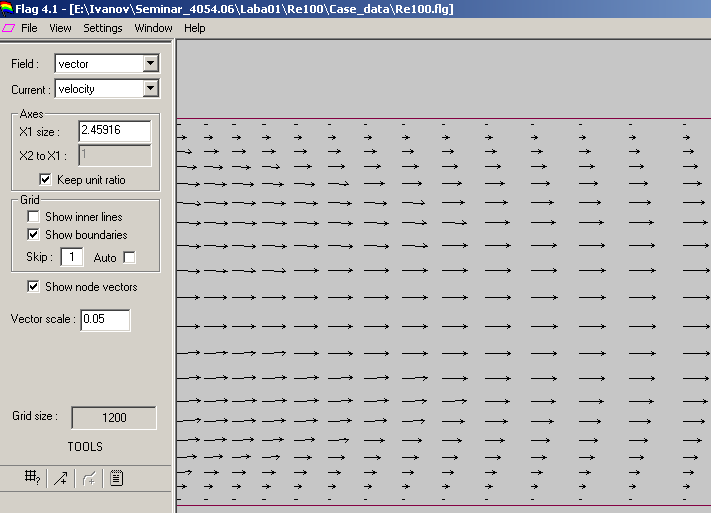 Flag 4.1 - [E:\Ivanov\Seminar_4054.06\Laba01\Re100\Case_data\Re100.flg]
File View Settings Window Help
Field : vector
Current : velocity
Axes
X1 size : 2.45916
X2 to X1 : 1
Keep unit ratio
Grid
Show inner lines
Show boundaries
Skip : 1 Auto
Show node vectors
Vector scale : 0.05
Grid size : 1200
TOOLS